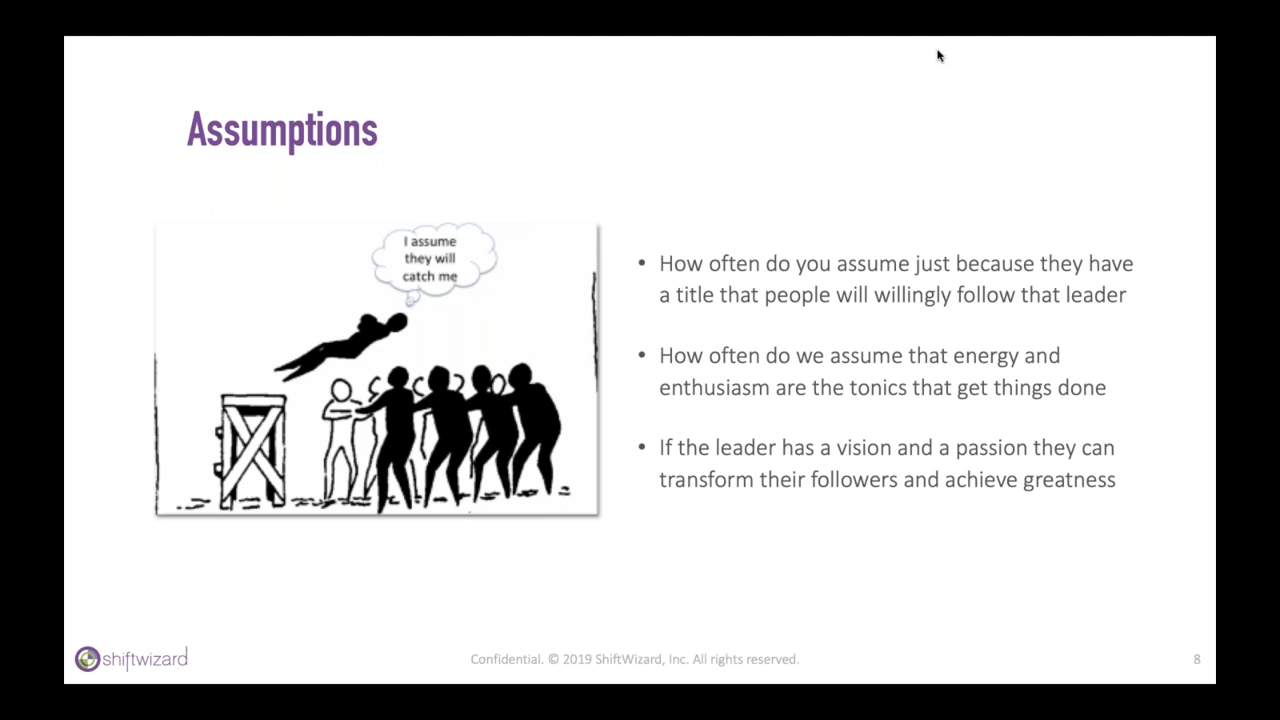 Assumptions
I assume
they will
catch me
• How often do you assume just because they have
a title that people will willingly follow that leader
• How often do we assume that energy and
enthusiasm are the tonics that get things done
• If the leader has a vision and a passion they can
transform their followers and achieve greatness
shiftwizard
Confidential. © 2019 ShiftWizard, Inc. All rights reserved.
8